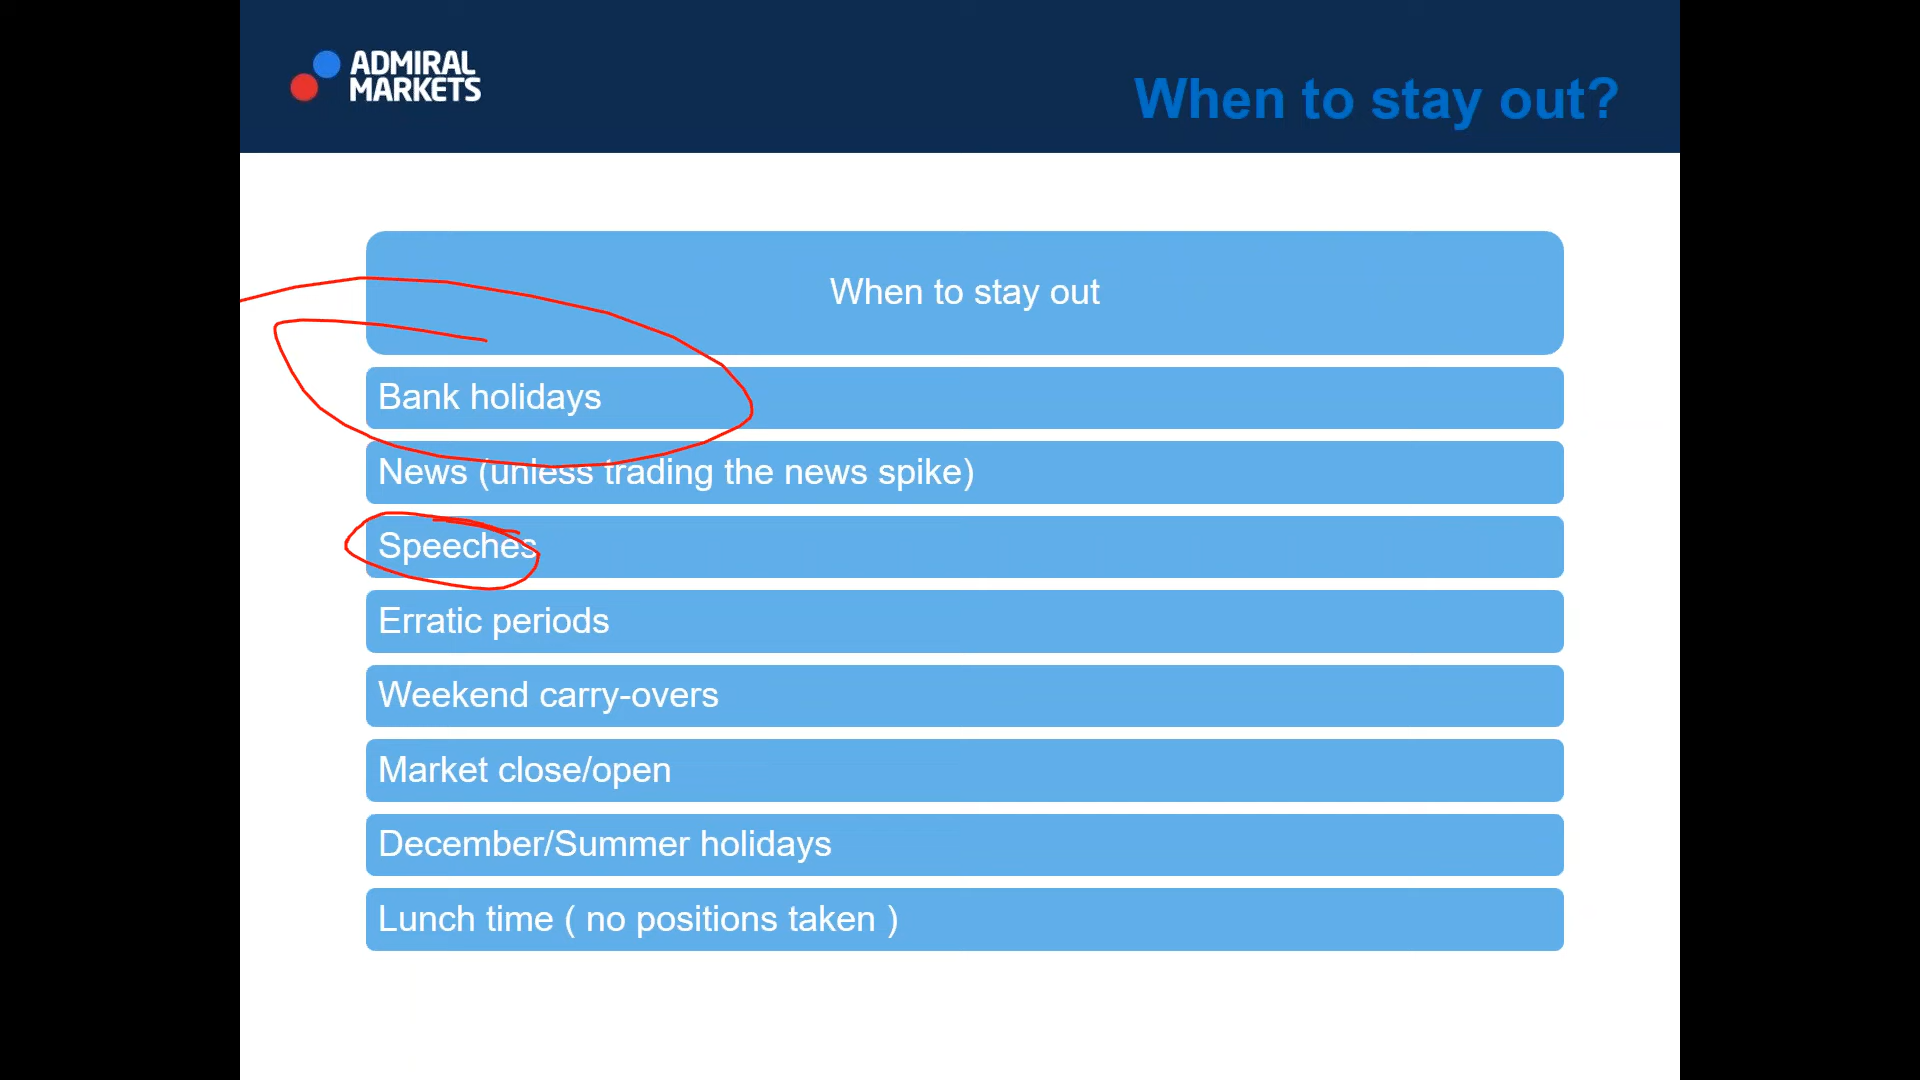 ADMIRAL
MARKETS
When to stay out?
When to stay out
Bank holidays
News (unless trading the news spike)
Speeches
Erratic periods
Weekend carry-overs
Market close/open
December/Summer holidays
Lunch time ( no positions taken )